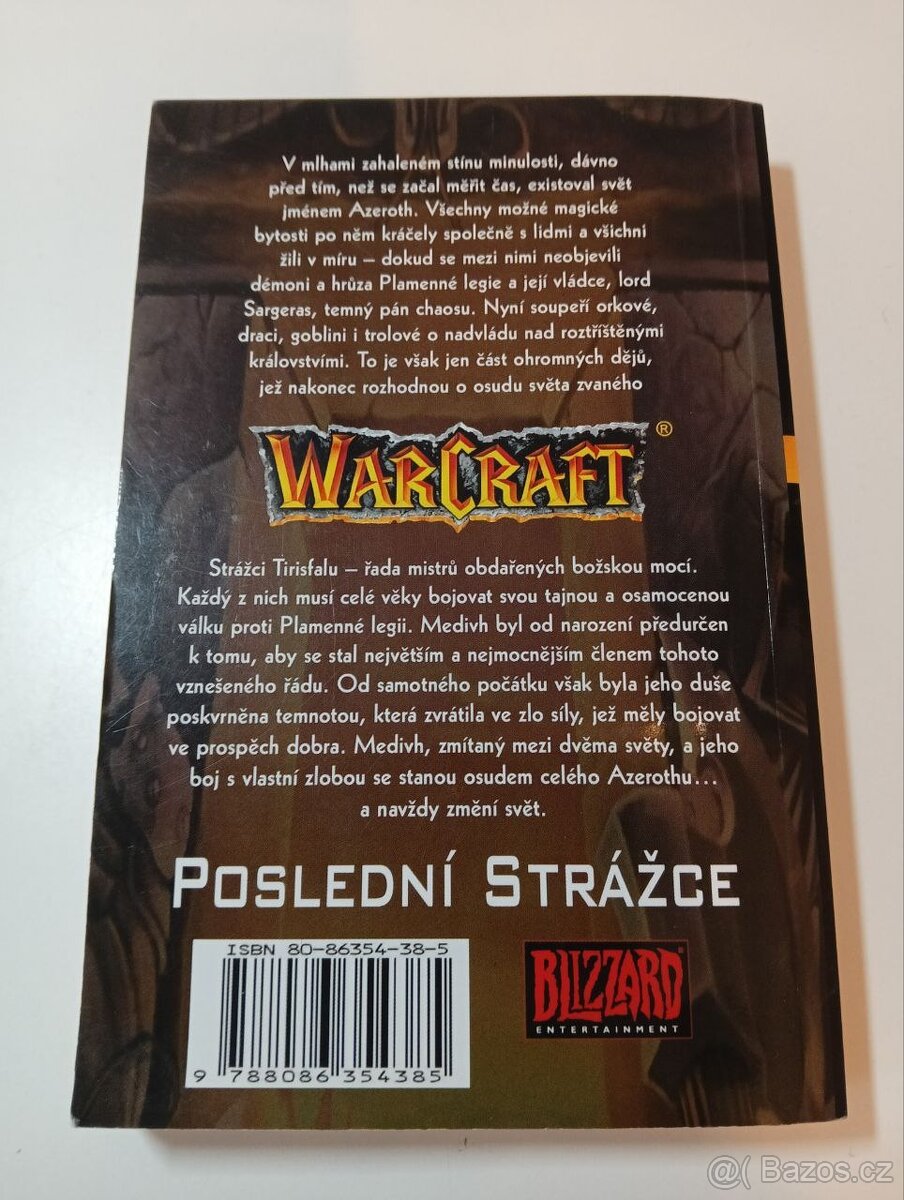 V mlhami zahaleném stínu minulosti, dávno
před tím, než se začal měřit čas, existoval svět
jménem Azeroth. Všechny možné magické
bytosti po něm kráčely společně s lidmi a všichni
žili v míru – dokud se mezi nimi neobjevili
démoni a hrůza Plamenné legie a její vládce, lord
Sargeras, temný pán chaosu. Nyní soupeří orkové,
draci, goblini i trolové o nadvládu nad roztříštěnými
královstvími. To je však jen část ohromných dějů,
jež nakonec rozhodnou o osudu světa zvaného
WARCRAFT®
Strážci Tirisfalu – řada mistrů obdařených božskou mocí.
Každý z nich musí celé věky bojovat svou tajnou a osamocenou
válku proti Plamenné legii. Medivh byl od narození předurčen
k tomu, aby se stal největším a nejmocnějším členem tohoto
vznešeného řádu. Od samotného počátku však byla jeho duše
poskvrněna temnotou, která zvrátila ve zlo síly, jež měly bojovat
ve prospěch dobra. Medivh, zmítaný mezi dvěma světy, a jeho
boj s vlastní zlobou se stanou osudem celého Azerothu...
a navždy změní svět.
POSLEDNÍ STRÁŽCE
ISBN 80-86354-38-5
9 788086 354385
BLIZZARD®
ENTERTAINMENT
@( Bazos.cz